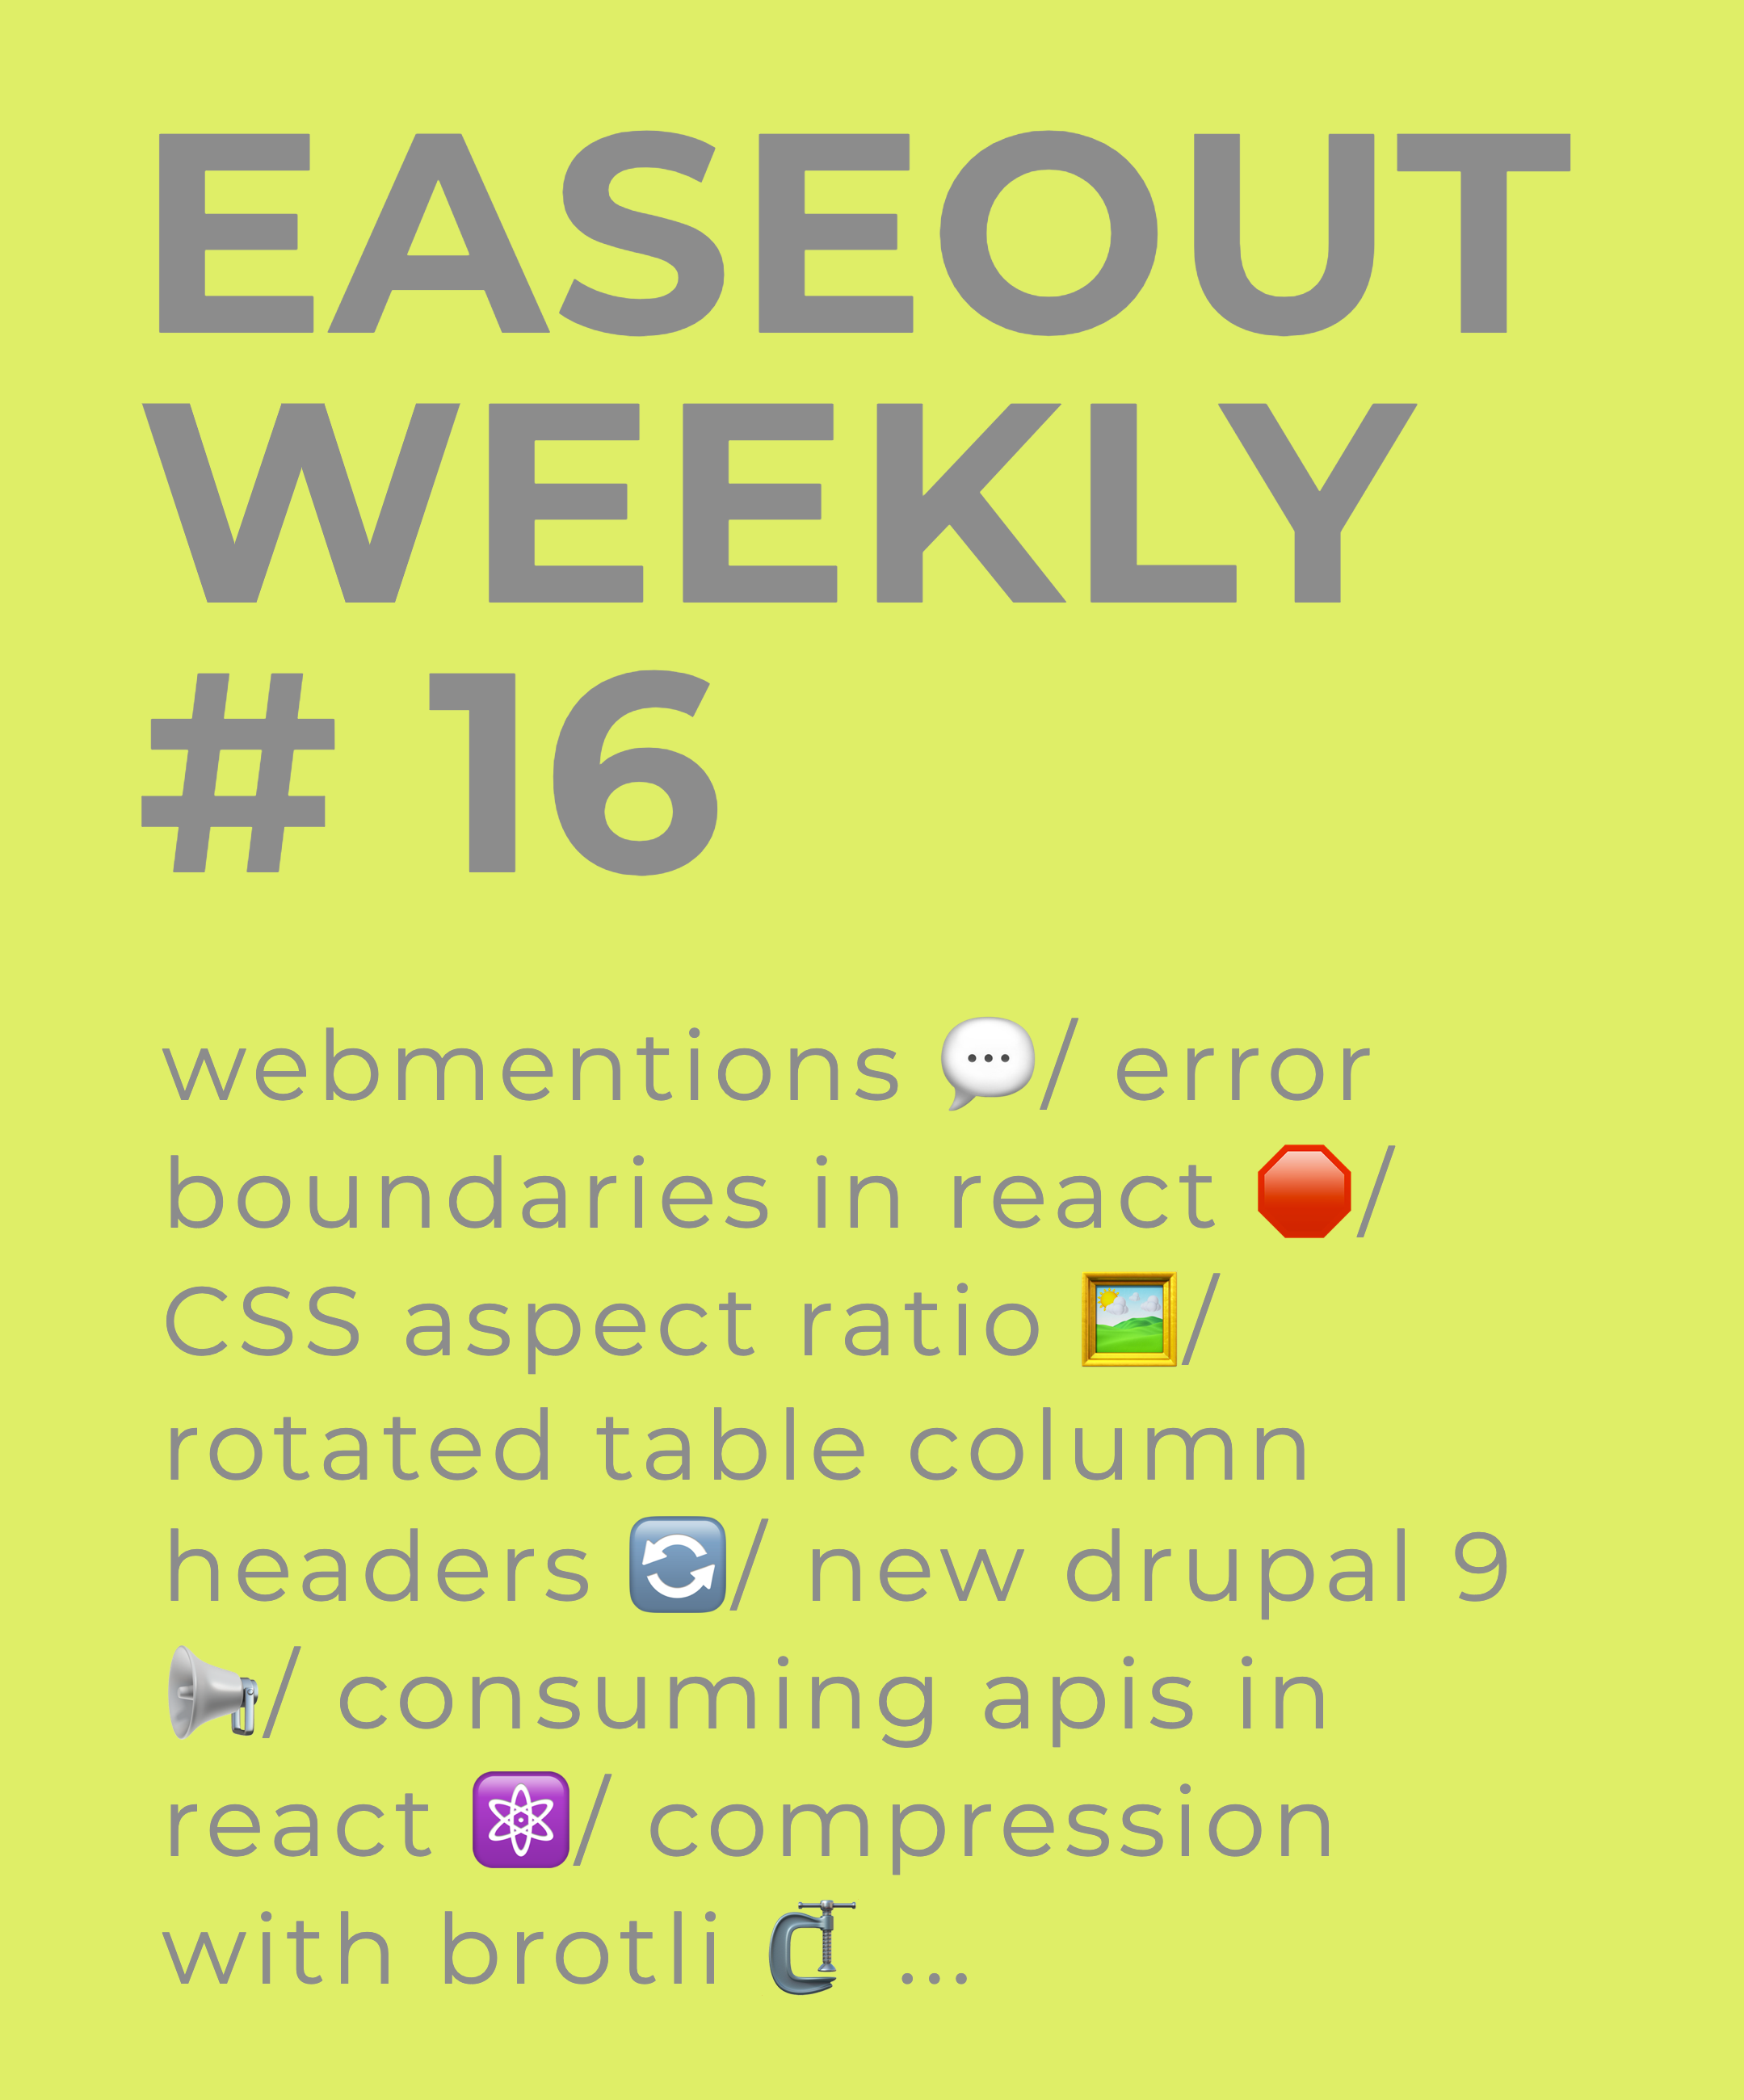 EASEOUT
WEEKLY
# 16
webmentions 💬/ error
boundaries in react 🛑/
CSS aspect ratio 🖼️/
rotated table column
headers 🔄/ new drupal 9
📢/ consuming apis in
react ⚛️/ compression
with brotli 🗜️ ...